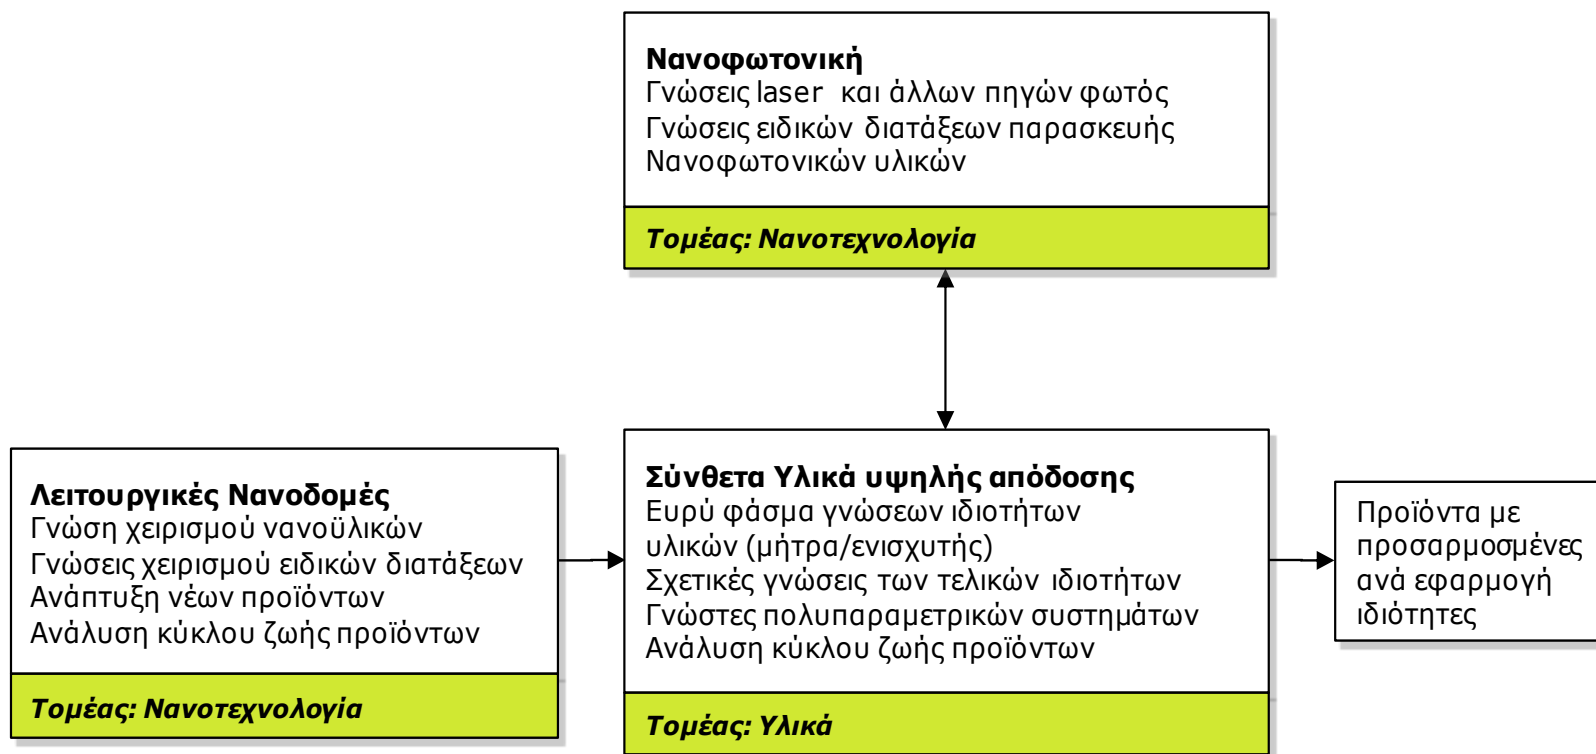 Νανοφωτονική
Γνώσεις laser και άλλων πηγών φωτός
Γνώσεις ειδικών διατάξεων παρασκευής
Νανοφωτονικών υλικών
Τομέας: Νανοτεχνολογία
Λειτουργικές Νανοδομές
Γνώση χειρισμού νανοϋλικών
Γνώσεις χειρισμού ειδικών διατάξεων
Ανάπτυξη νέων προϊόντων
Ανάλυση κύκλου ζωής προϊόντων
Τομέας: Νανοτεχνολογία
Σύνθετα Υλικά υψηλής απόδοσης
Ευρύ φάσμα γνώσεων ιδιοτήτων
υλικών (μήτρα/ενισχυτής)
Σχετικές γνώσεις των τελικών ιδιοτήτων
Γνώστες πολυπαραμετρικών συστημάτων
Ανάλυση κύκλου ζωής προϊόντων
Τομέας: Υλικά
Προϊόντα με
προσαρμοσμένες
ανά εφαρμογή
ιδιότητες